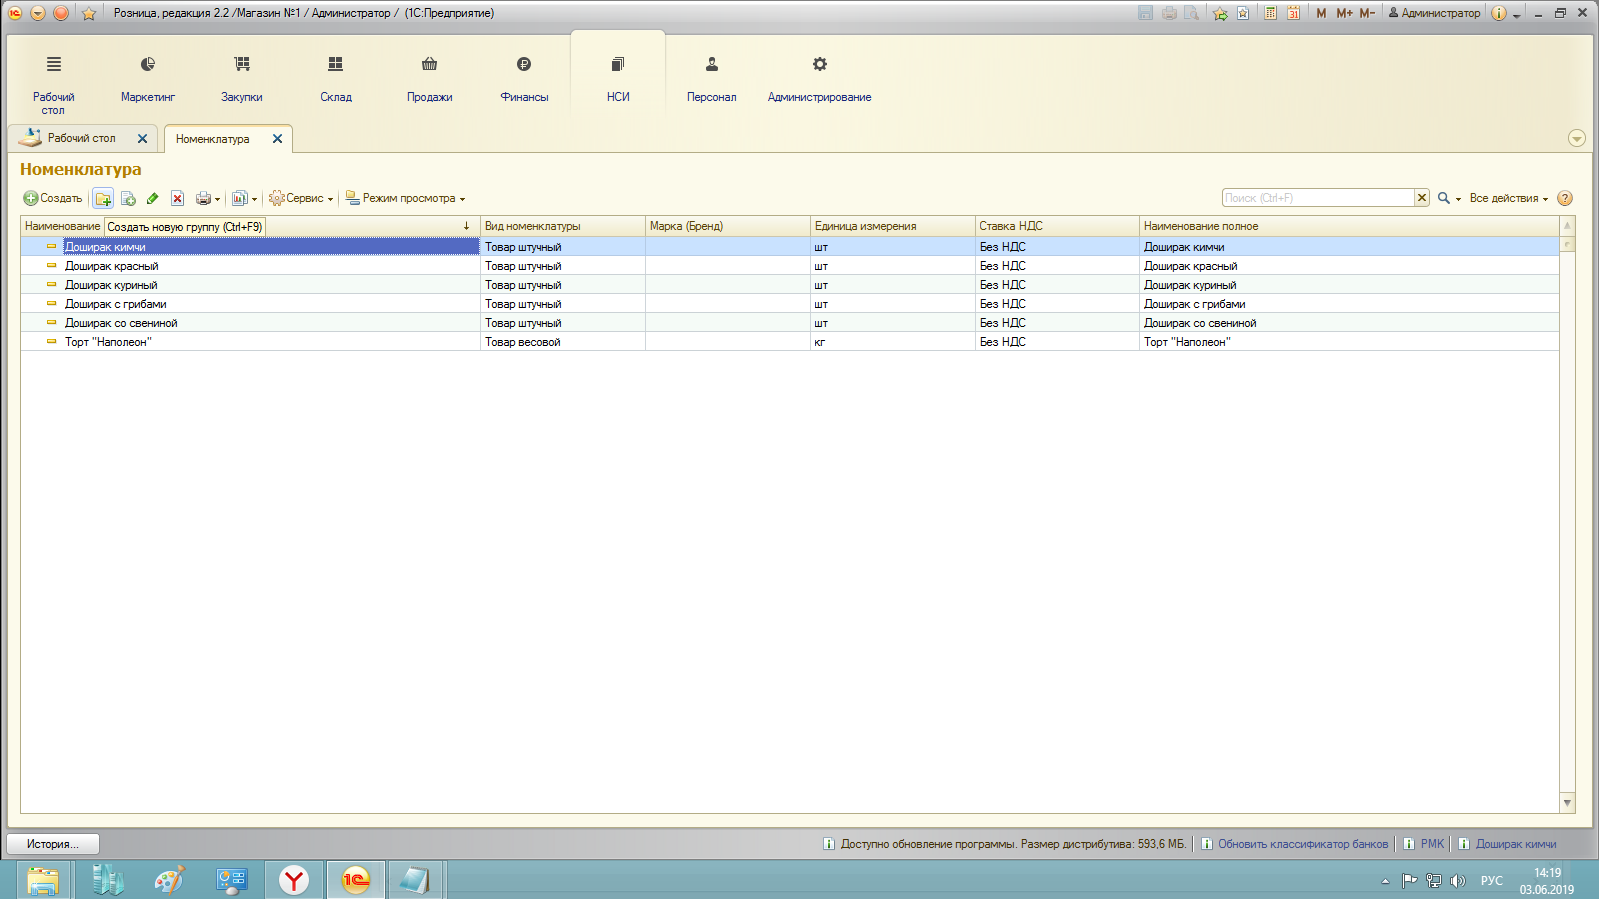 Розница, редакция 2.2 /Магазин №1 / Администратор / (1С:Предприятие)
31 M M+ M- Администратор
Рабочий стол
Маркетинг
Закупки
Склад
Продажи
Финансы
НСИ
Персонал
Администрирование
Рабочий стол
Номенклатура
Номенклатура
Создать Сервис Режим просмотра Поиск (Ctrl+F) Все действия ?
Наименование Создать новую группу (Ctrl+F9) ↓ Вид номенклатуры Марка (Бренд) Единица измерения Ставка НДС Наименование полное
Доширак кимчи Товар штучный шт Без НДС Доширак кимчи
Доширак красный Товар штучный шт Без НДС Доширак красный
Доширак куриный Товар штучный шт Без НДС Доширак куриный
Доширак с грибами Товар штучный шт Без НДС Доширак с грибами
Доширак со свениной Товар штучный шт Без НДС Доширак со свениной
Торт "Наполеон" Товар весовой кг Без НДС Торт "Наполеон"
История... Доступно обновление программы. Размер дистрибутива: 593,6 МБ. Обновить классификатор банков РМК Доширак кимчи
РУС
14:19
03.06.2019